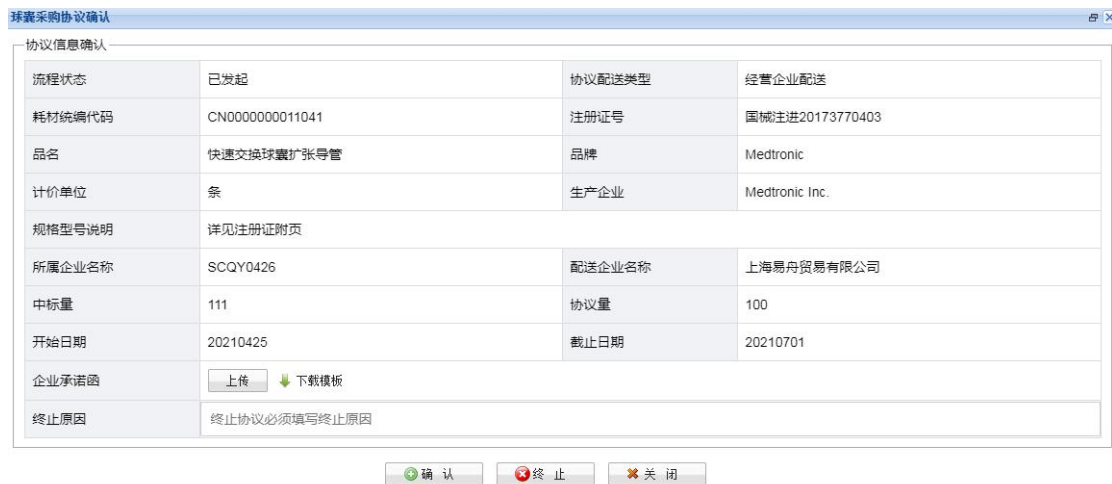 球囊采购协议确认
协议信息确认
流程状态 已发起 协议配送类型 经营企业配送
耗材统编代码 CN0000000011041 注册证号 国械注进20173770403
品名 快速交换球囊扩张导管 品牌 Medtronic
计价单位 条 生产企业 Medtronic Inc.
规格型号说明 详见注册证附页
所属企业名称 SCQY0426 配送企业名称 上海易舟贸易有限公司
中标量 111 协议量 100
开始日期 20210425 截止日期 20210701
企业承诺函 上传 下载模板
终止原因 终止协议必须填写终止原因
确 认 终 止 关 闭